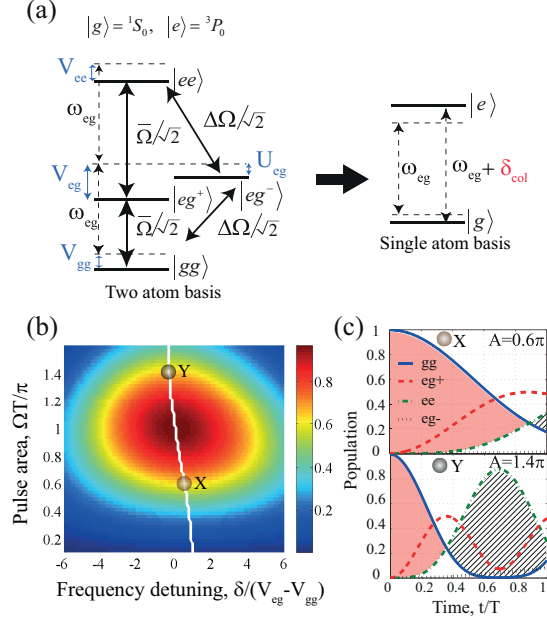 (a)
|g⟩ = ¹S₀, |e⟩ = ³P₀
V_ee
|ee⟩
ω_eg
Ω̄/√2
ΔΩ/√2
V_eg
U_eg
|eg⁺⟩
|eg⁻⟩
ω_eg
Ω̄/√2
ΔΩ/√2
V_gg
|gg⟩
Two atom basis
|e⟩
ω_eg
ω_eg + δ_col
|g⟩
Single atom basis
(b)
Pulse area, ΩT/π
1.4
1.2
1
0.8
0.6
0.4
0.2
Y
X
-6 -4 -2 0 2 4 6
Frequency detuning, δ/(V_eg-V_gg)
0.8
0.6
0.4
0.2
(c)
Population
1
0.8
0.6
0.4
0.2
0
X
A=0.6π
gg
eg+
ee
eg-
0.8
0.6
0.4
0.2
0
Y
A=1.4π
0 0.2 0.4 0.6 0.8 1
Time, t/T